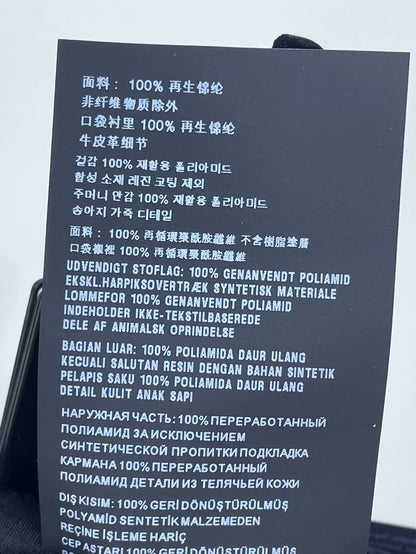 面料： 100% 再生锦纶
非纤维物质除外
口袋衬里 100% 再生锦纶
牛皮革细节
겉감 100% 재활용 폴리아미드
합성 소재 레진 코팅 제외
주머니 안감 100% 재활용 폴리아미드
송아지 가죽 디테일
面料： 100% 再循環聚酰胺纖維 不含樹脂塗層
口袋襯裡 100% 再循環聚酰胺纖維
UDVENDIGT STOFLAG: 100% GENANVENDT POLIAMID
EKSKL.HARPIKSOVERTRÆK SYNTETISK MATERIALE
LOMMEFOR 100% GENANVENDT POLIAMID
INDEHOLDER IKKE-TEKSTILBASEREDE
DELE AF ANIMALSK OPRINDELSE
BAGIAN LUAR: 100% POLIAMIDA DAUR ULANG
KECUALI SALUTAN RESIN DENGAN BAHAN SINTETIK
PELAPIS SAKU 100% POLIAMIDA DAUR ULANG
DETAIL KULIT ANAK SAPI
НАРУЖНАЯ ЧАСТЬ: 100% ПЕРЕРАБОТАННЫЙ
ПОЛИАМИД ЗА ИСКЛЮЧЕНИЕМ
СИНТЕТИЧЕСКОЙ ПРОПИТКИ ПОДКЛАДКА
КАРМАНА 100% ПЕРЕРАБОТАННЫЙ
ПОЛИАМИД ДЕТАЛИ ИЗ ТЕЛЯЧЬЕЙ КОЖИ
DIŞ KISIM: 100% GERİ DÖNÜŞTÜRÜLMÜŞ
POLYAMID SENTETİK MALZEMEDEN
REÇİNE İŞLEME HARİÇ
CEP ASTARI 100% GERİ DÖNÜŞTÜRÜLMÜŞ